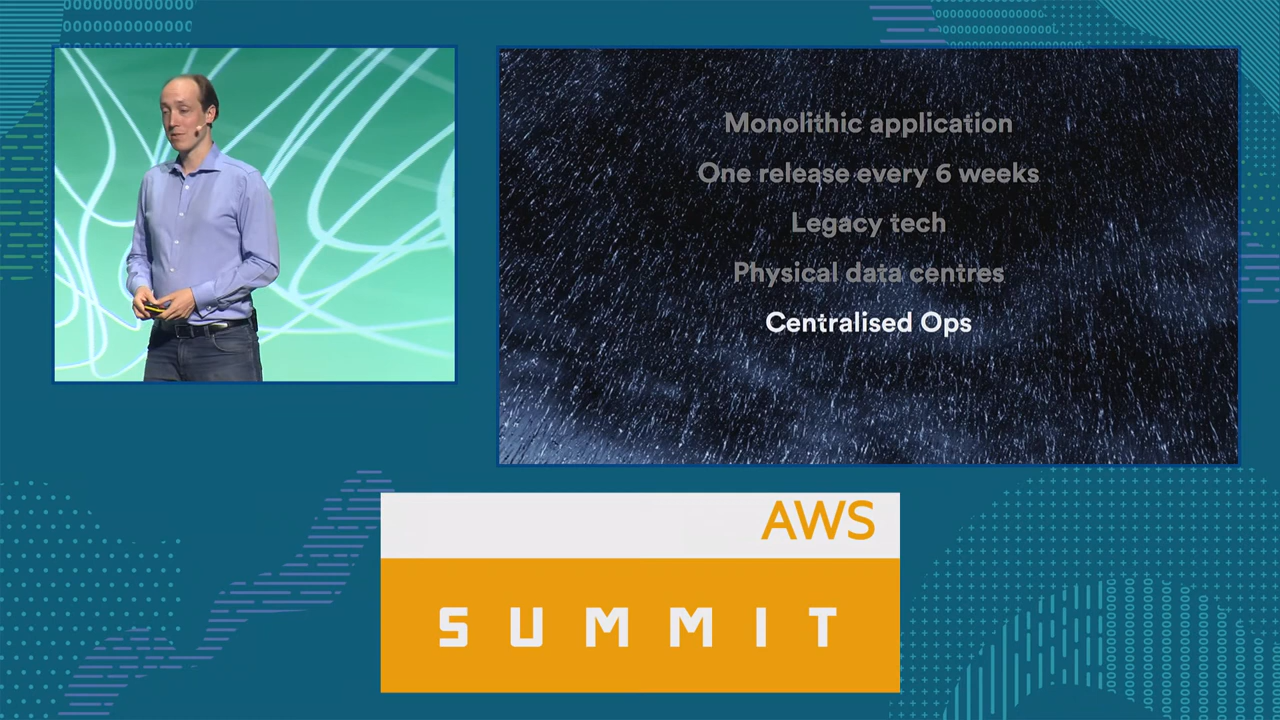 Monolithic application
One release every 6 weeks
Legacy tech
Physical data centres
Centralised Ops
AWS
SUMMIT